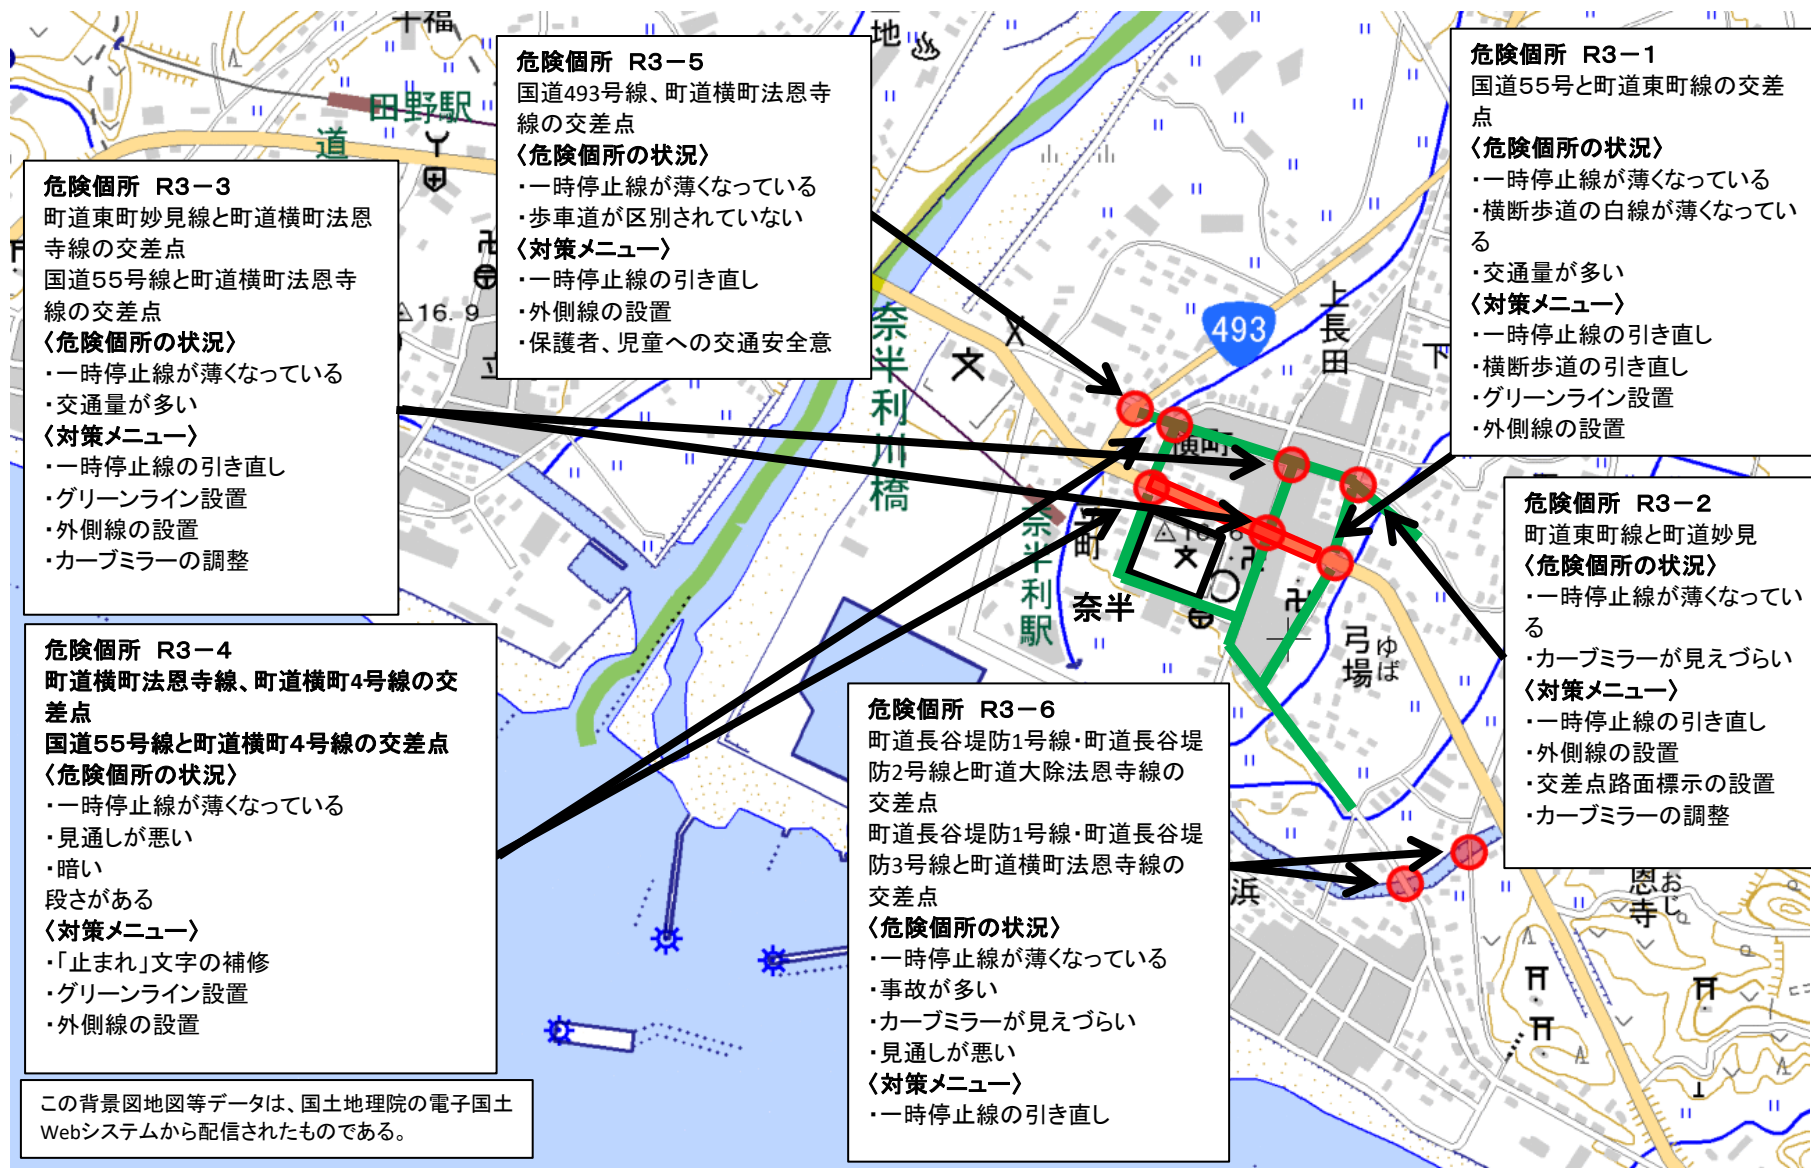 危険個所 R3-5
国道493号線、町道横町法恩寺
線の交差点
〈危険個所の状況〉
・一時停止線が薄くなっている
・歩車道が区別されていない
〈対策メニュー〉
・一時停止線の引き直し
・外側線の設置
・保護者、児童への交通安全意
危険個所 R3-1
国道55号と町道東町線の交差
点
〈危険個所の状況〉
・一時停止線が薄くなっている
・横断歩道の白線が薄くなってい
る
・交通量が多い
〈対策メニュー〉
・一時停止線の引き直し
・横断歩道の引き直し
・グリーンライン設置
・外側線の設置
危険個所 R3-3
町道東町妙見線と町道横町法恩
寺線の交差点
国道55号線と町道横町法恩寺
線の交差点
〈危険個所の状況〉
・一時停止線が薄くなっている
・交通量が多い
〈対策メニュー〉
・一時停止線の引き直し
・グリーンライン設置
・外側線の設置
・カーブミラーの調整
危険個所 R3-2
町道東町線と町道妙見
〈危険個所の状況〉
・一時停止線が薄くなってい
る
・カーブミラーが見えづらい
〈対策メニュー〉
・一時停止線の引き直し
・外側線の設置
・交差点路面標示の設置
・カーブミラーの調整
危険個所 R3-4
町道横町法恩寺線、町道横町4号線の交
差点
国道55号線と町道横町4号線の交差点
〈危険個所の状況〉
・一時停止線が薄くなっている
・見通しが悪い
・暗い
段さがある
〈対策メニュー〉
・「止まれ」文字の補修
・グリーンライン設置
・外側線の設置
危険個所 R3-6
町道長谷堤防1号線・町道長谷堤
防2号線と町道大除法恩寺線の
交差点
町道長谷堤防1号線・町道長谷堤
防3号線と町道横町法恩寺線の
交差点
〈危険個所の状況〉
・一時停止線が薄くなっている
・事故が多い
・カーブミラーが見えづらい
・見通しが悪い
〈対策メニュー〉
・一時停止線の引き直し
この背景図地図等データは、国土地理院の電子国土
Webシステムから配信されたものである。
十福
田野駅
道
16.9
立
地
奈半利川橋
493
上長田
下
横町
奈半利駅
町
奈半
弓場
ゆば
浜
恩寺
おじ